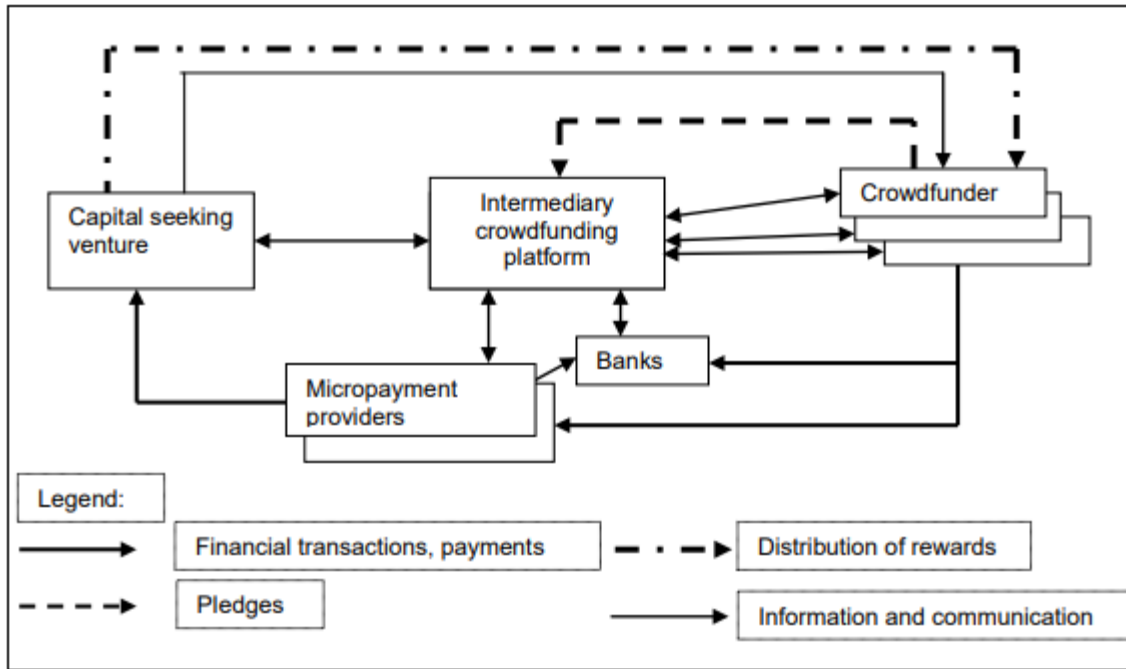 Capital seeking
venture
Intermediary
crowdfunding
platform
Crowdfunder
Banks
Micropayment
providers
Legend:
Financial transactions, payments
Distribution of rewards
Pledges
Information and communication